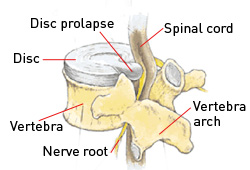 Disc prolapse
Spinal cord
Disc
Vertebra
Vertebra
arch
Nerve root